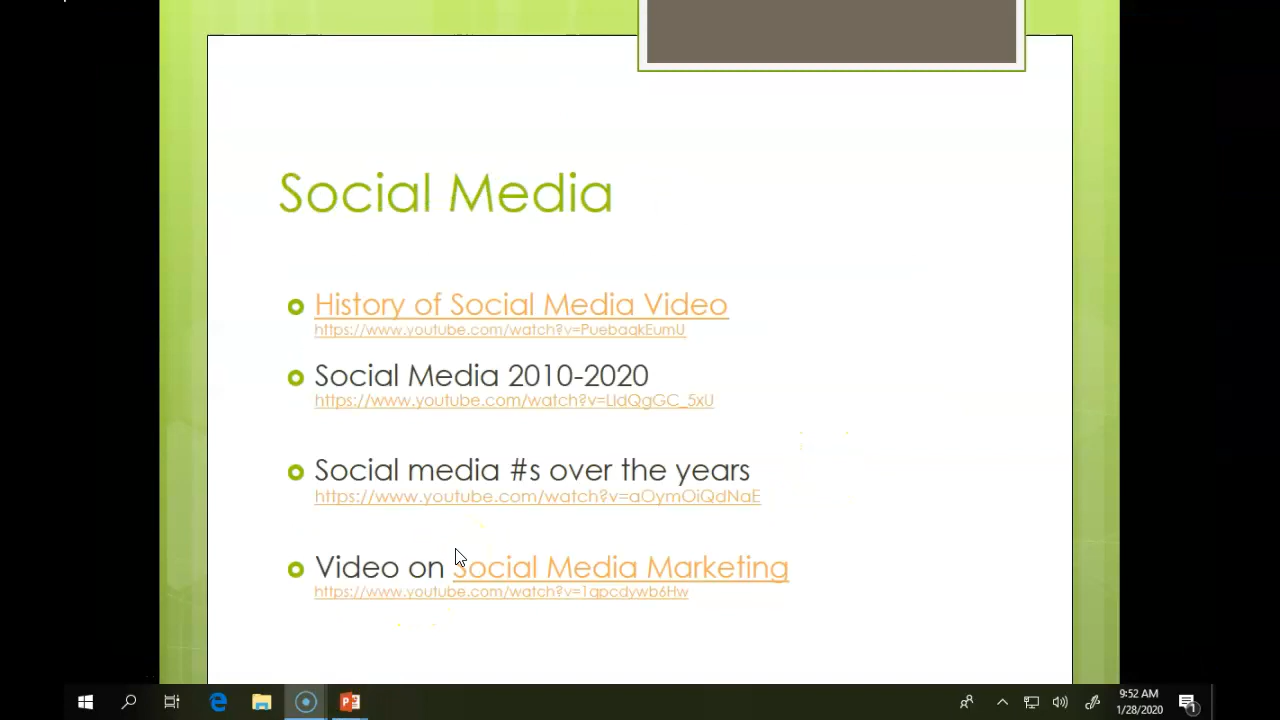 Social Media
History of Social Media Video
https://www.youtube.com/watch?v=PuebaqkEumU
Social Media 2010-2020
https://www.youtube.com/watch?v=LldQgGC_5xU
Social media #s over the years
https://www.youtube.com/watch?v=aOymOiQdNaE
Video on Social Media Marketing
https://www.youtube.com/watch?v=1qpcdywb6Hw
9:52 AM
1/28/2020
1